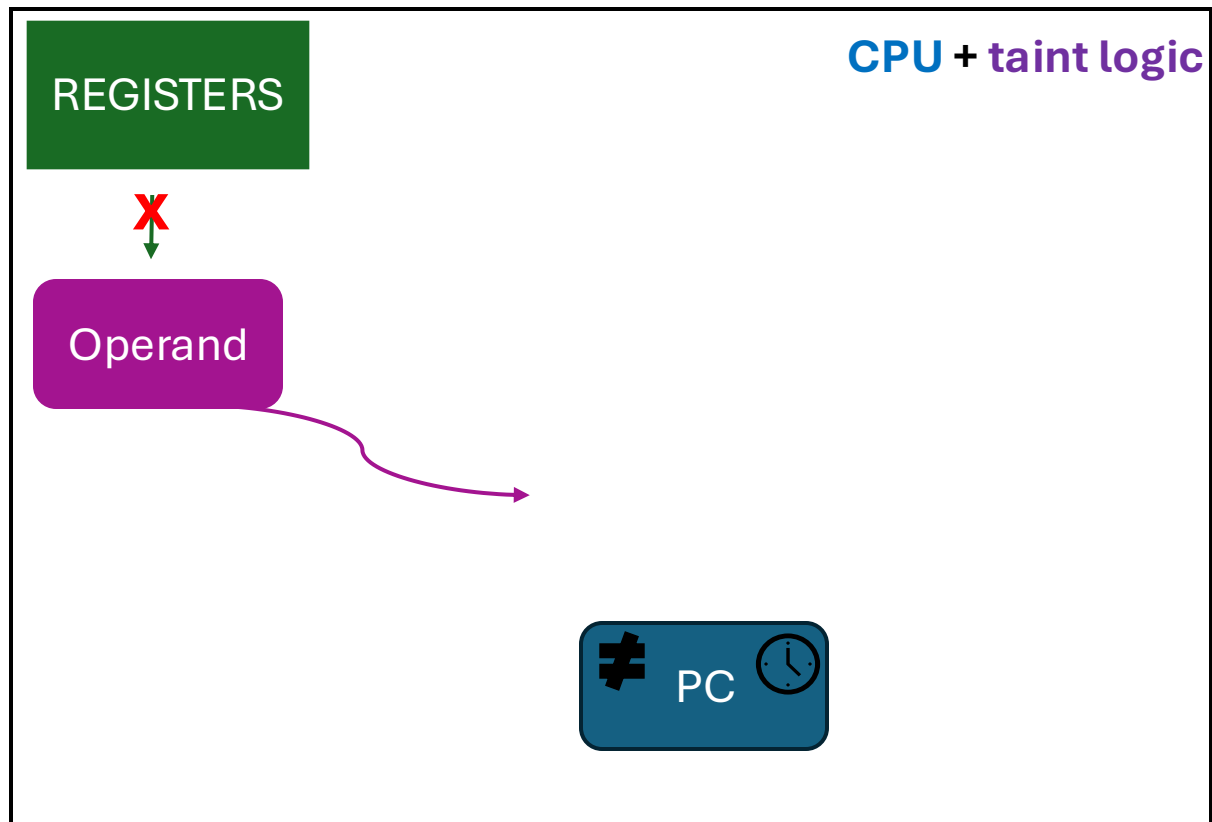 REGISTERS
CPU + taint logic
X
Operand
≠
PC